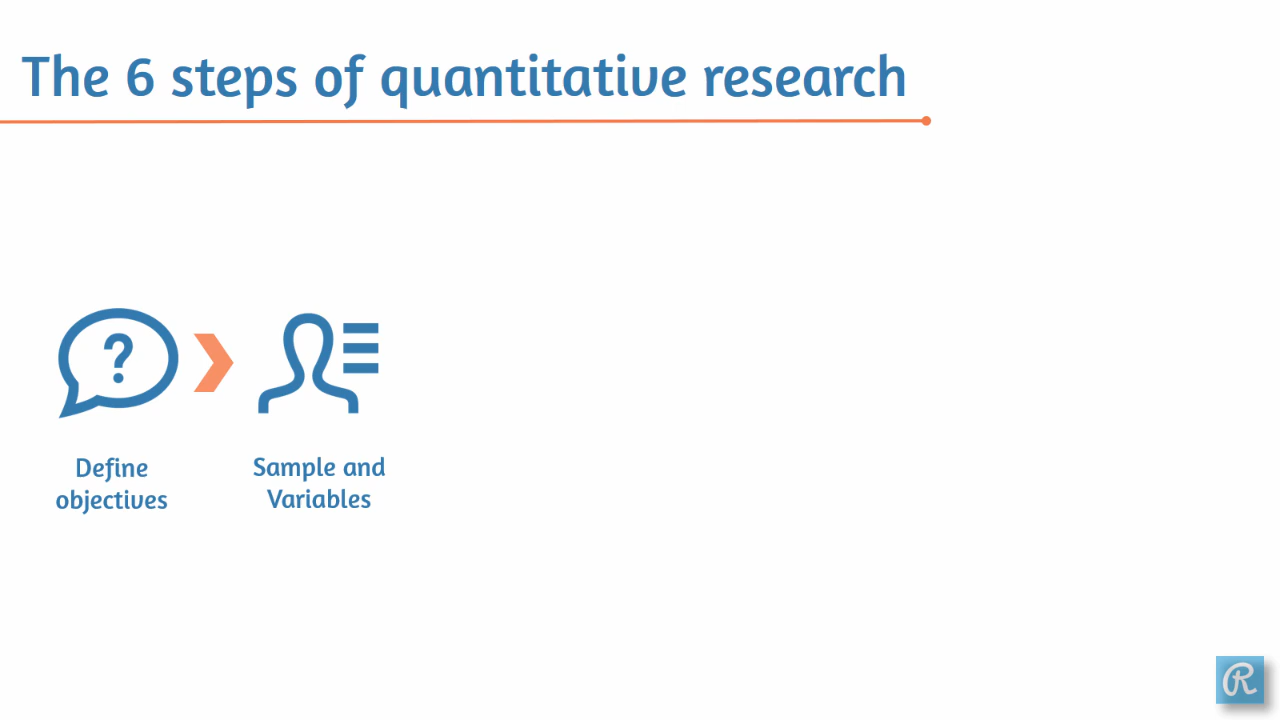 The 6 steps of quantitative research
?
Define
objectives
Sample and
Variables
R